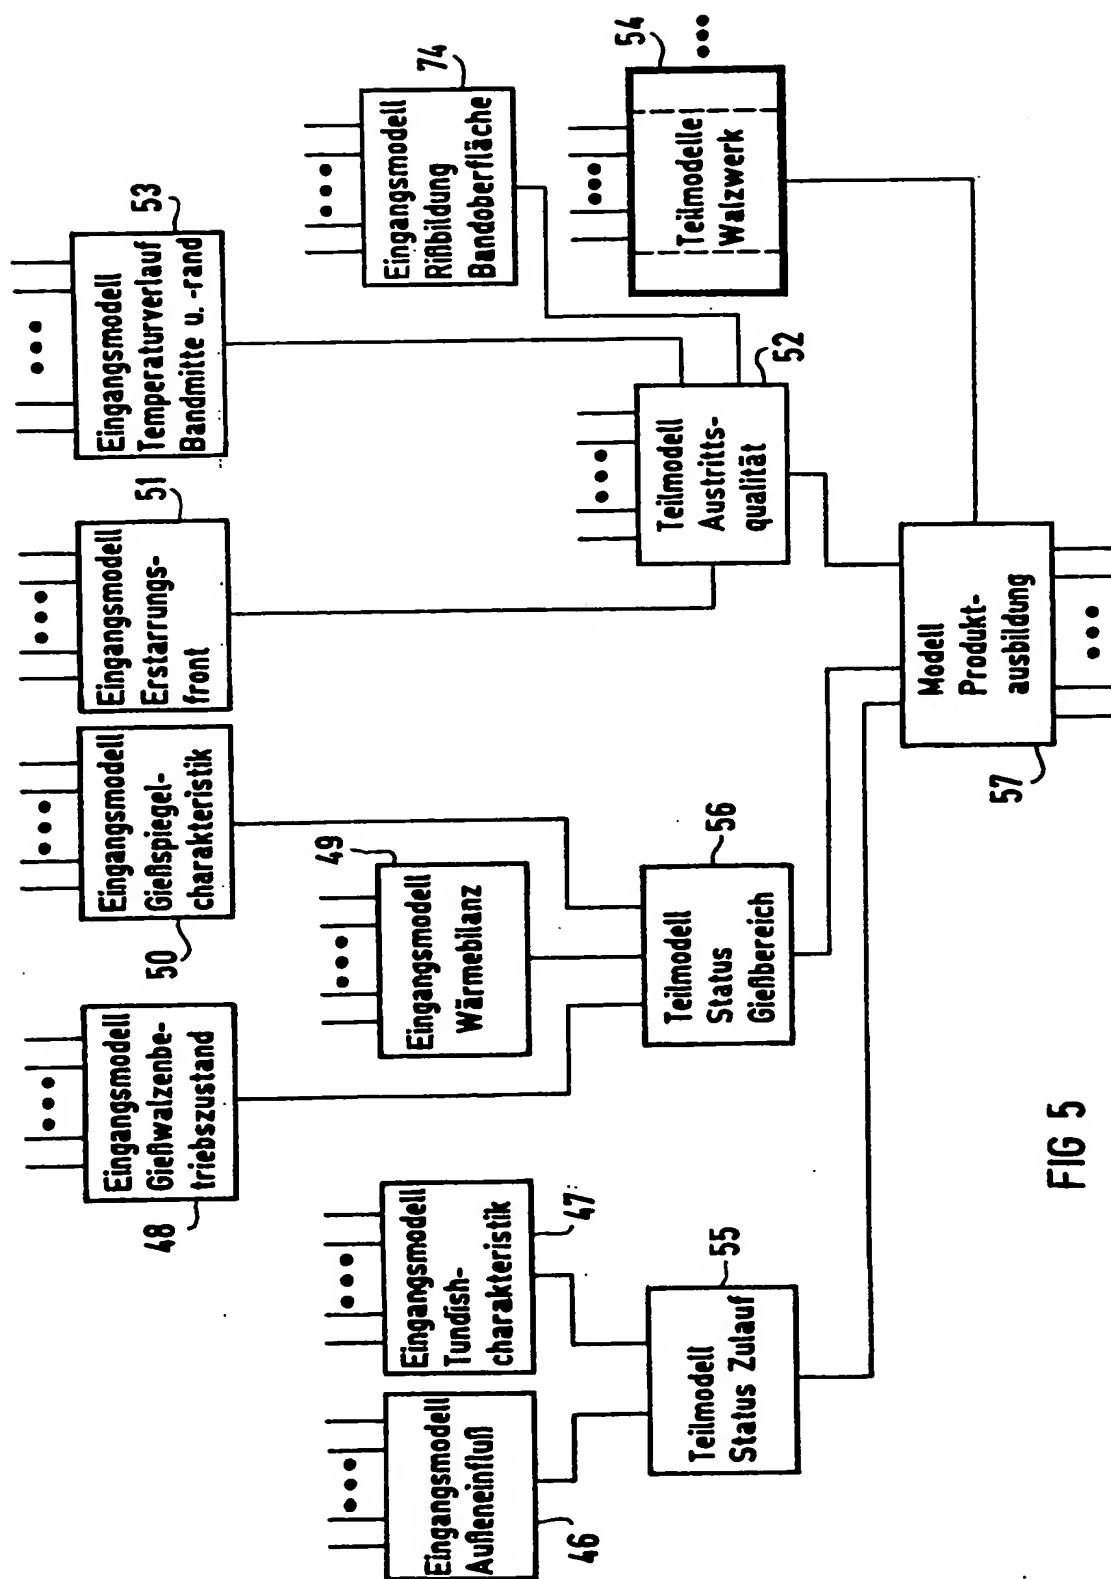 Eingangsmodell
Außeneinfluß
46
Eingangsmodell
Tundish-
charakteristik
47
Eingangsmodell
Gießwalzenbe-
triebszustand
48
Eingangsmodell
Wärmebilanz
49
Eingangsmodell
Gießspiegel-
charakteristik
50
Eingangsmodell
Erstarrungs-
front
51
Eingangsmodell
Temperaturverlauf
Bandmitte u. -rand
53
Eingangsmodell
Rißbildung
Bandoberfläche
74
Teilmodell
Status Zulauf
55
Teilmodell
Status
Gießbereich
56
Teilmodell
Austritts-
qualität
52
Teilmodelle
Walzwerk
54
Modell
Produkt-
ausbildung
57
FIG 5